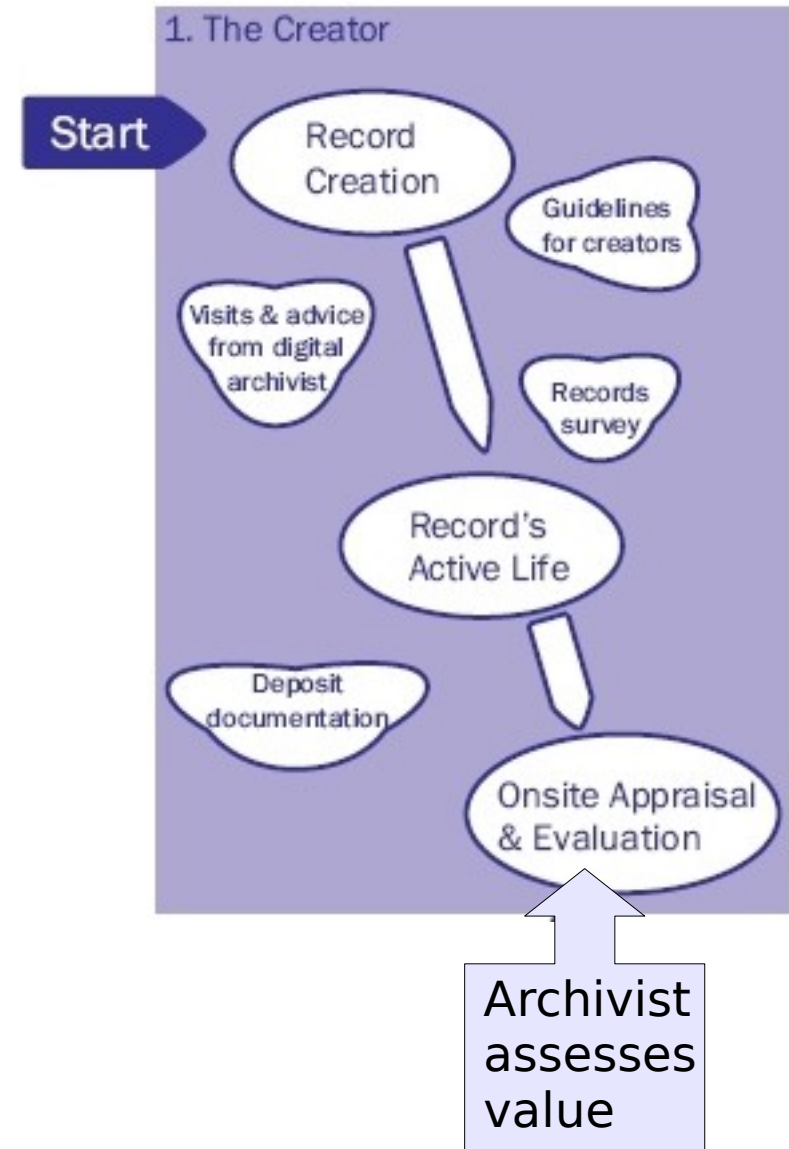 1. The Creator
Start
Record
Creation
Guidelines
for creators
Visits & advice
from digital
archivist
Records
survey
Record's
Active Life
Deposit
documentation
Onsite Appraisal
& Evaluation
Archivist
assesses
value